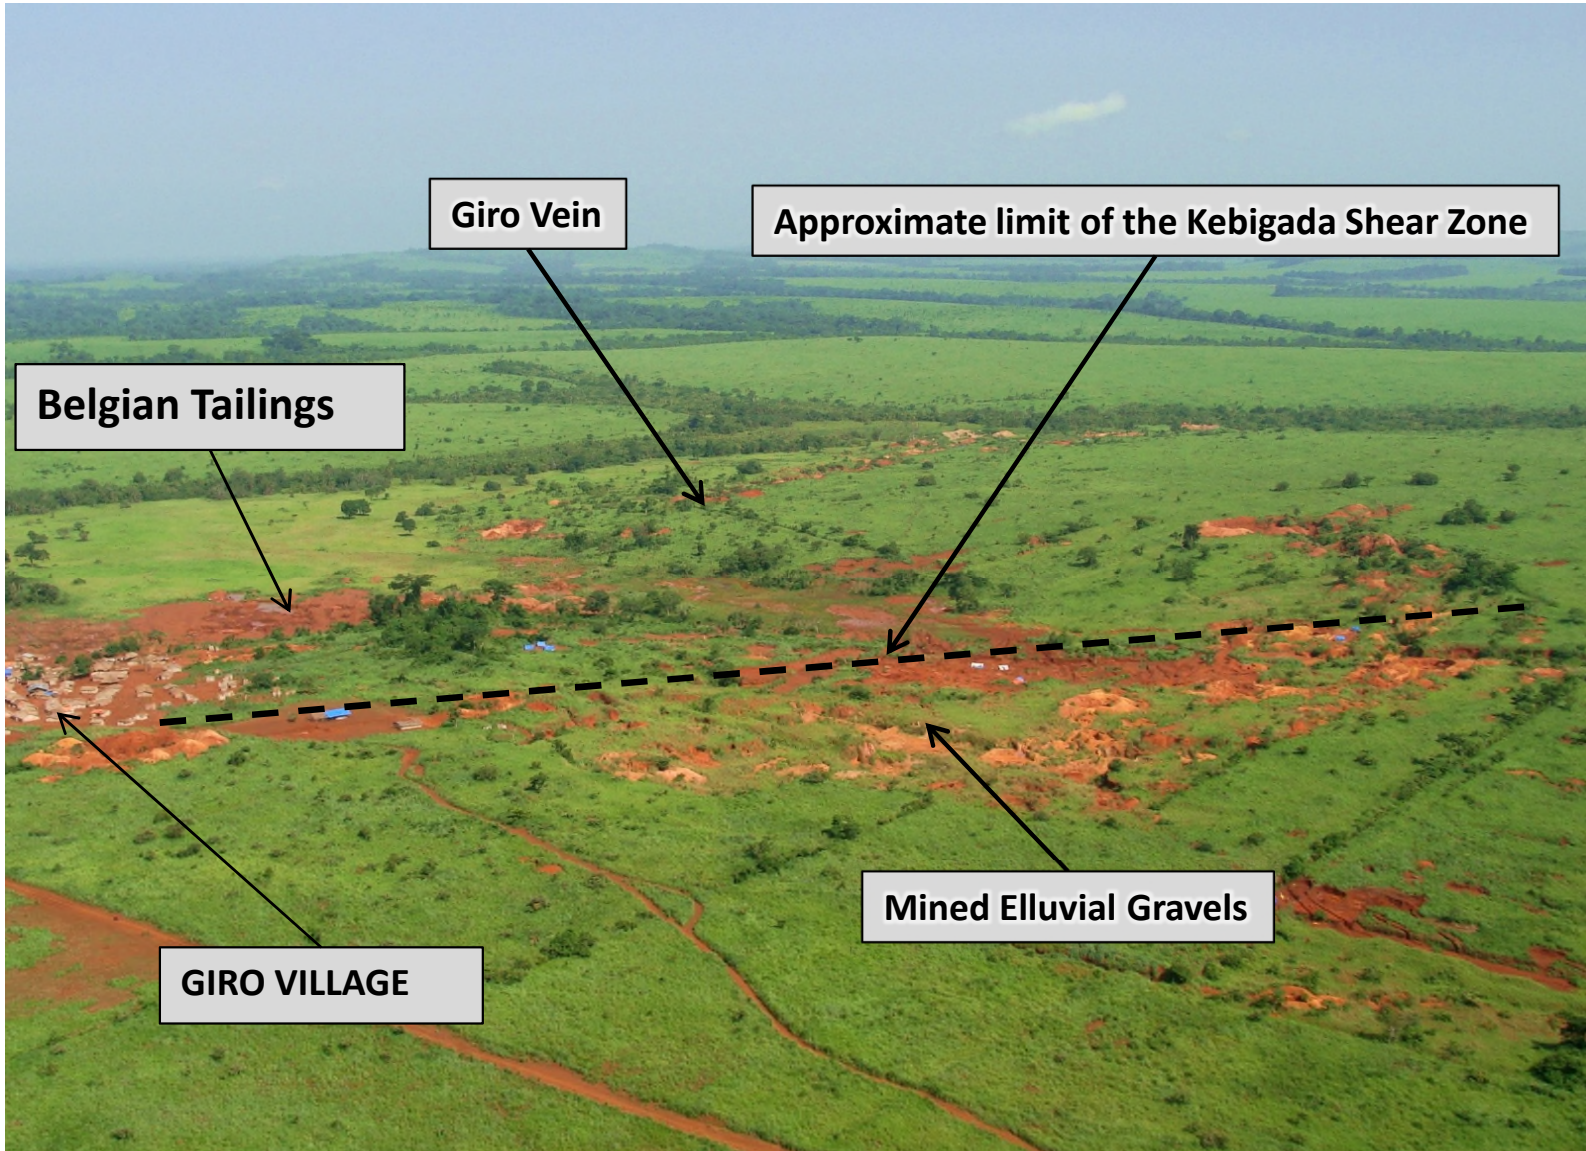 Giro Vein
Approximate limit of the Kebigada Shear Zone
Belgian Tailings
Mined Elluvial Gravels
GIRO VILLAGE